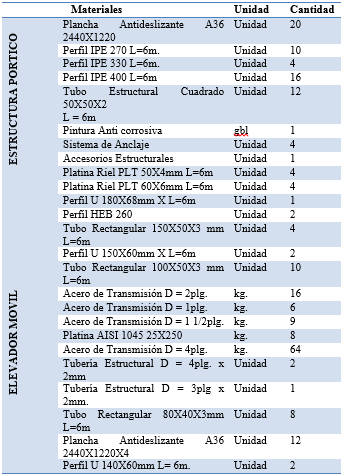 Materiales Unidad Cantidad
ESTRUCTURA PORTICO
Plancha Antideslizante A36 Unidad 20
2440X1220
Perfil IPE 270 L=6m. Unidad 10
Perfil IPE 330 L=6m. Unidad 4
Perfil IPE 400 L=6m Unidad 16
Tubo Estructural Cuadrado Unidad 12
50X50X2
L = 6m
Pintura Anti corrosiva gbl 1
Sistema de Anclaje Unidad 4
Accesorios Estructurales Unidad 1
Platina Riel PLT 50X4mm L=6m Unidad 4
Platina Riel PLT 60X6mm L=6m Unidad 4
Perfil U 180X68mm X L=6m Unidad 1
Perfil HEB 260 Unidad 2
ELEVADOR MOVIL
Tubo Rectangular 150X50X3 mm Unidad 4
L=6m
Perfil U 150X60mm X L=6m Unidad 2
Tubo Rectangular 100X50X3 mm Unidad 10
L=6m
Acero de Transmisión D = 2plg. kg. 16
Acero de Transmisión D = 1plg. kg. 6
Acero de Transmisión D = 1 1/2plg. kg. 9
Platina AISI 1045 25X250 kg. 8
Acero de Transmisión D = 4plg. kg. 64
Tubería Estructural D = 4plg. x Unidad 2
2mm
Tubería Estructural D = 3plg x Unidad 1
2mm.
Tubo Rectangular 80X40X3mm Unidad 8
L=6m
Plancha Antideslizante A36 Unidad 12
2440X1220X4
Perfil U 140X60mm L= 6m. Unidad 2